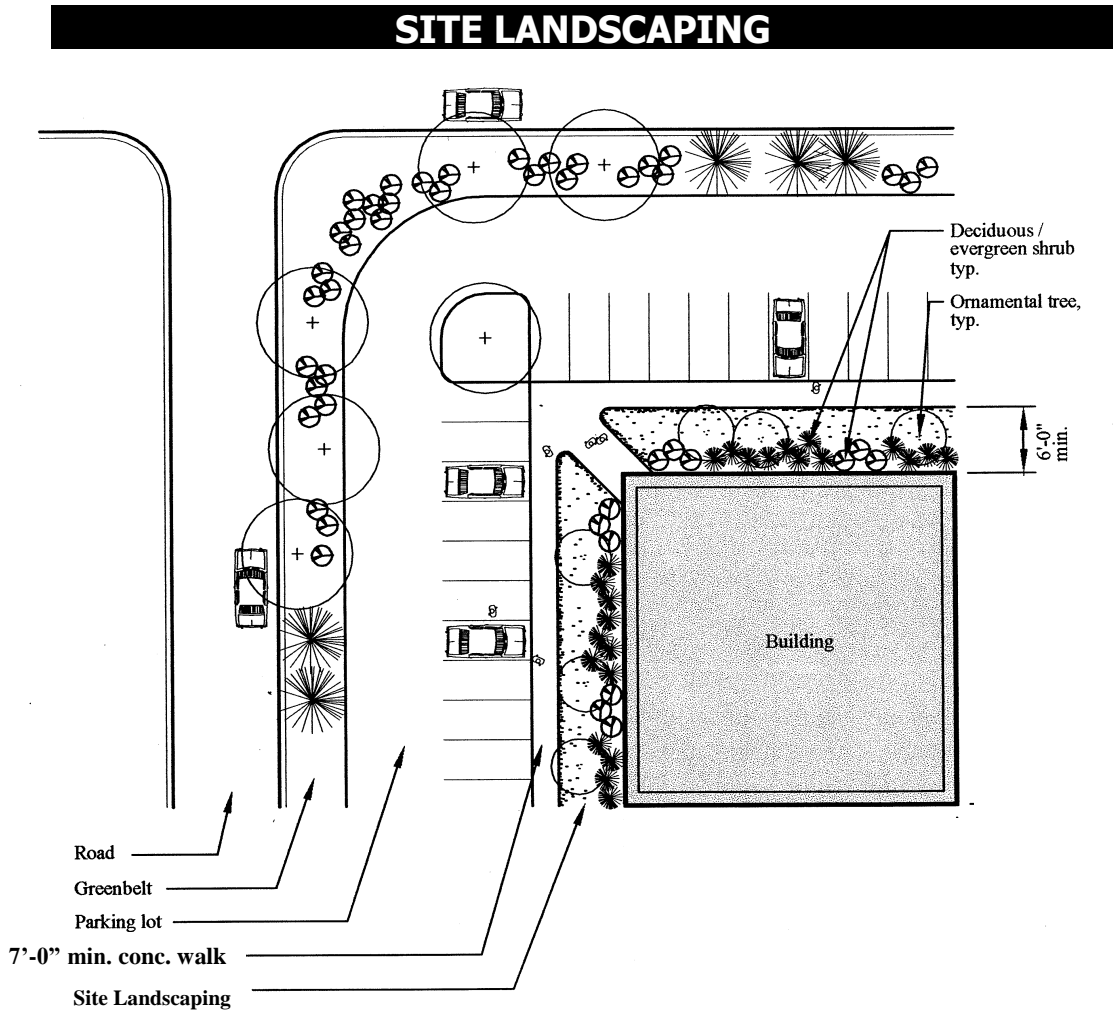 SITE LANDSCAPING
Deciduous /
evergreen shrub
typ.
Ornamental tree,
typ.
6'-0"
min.
Building
Road
Greenbelt
Parking lot
7’-0” min. conc. walk
Site Landscaping